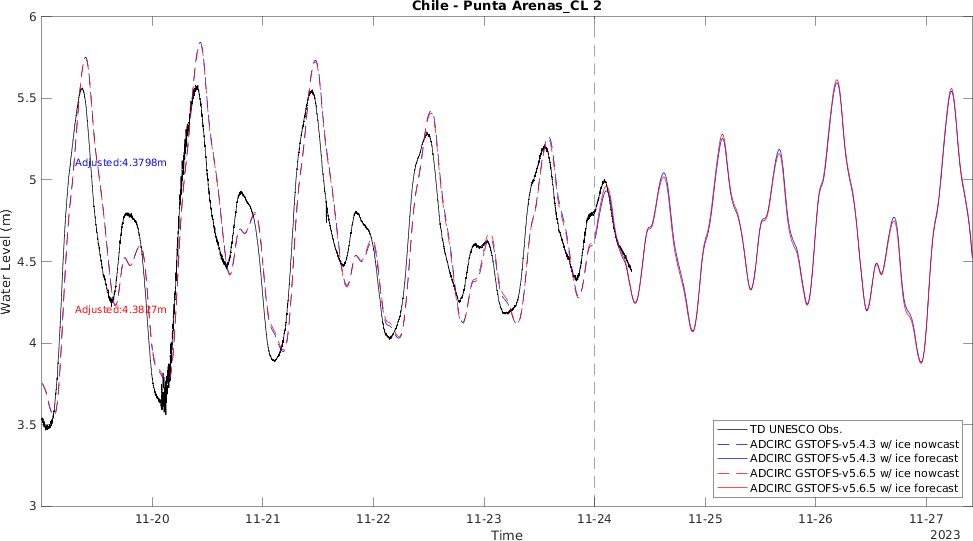 Chile - Punta Arenas_CL 2
6
5.5
5
4.5
4
3.5
3
Water Level (m)
Adjusted:4.3798m
Adjusted:4.3827m
TD UNESCO Obs.
ADCIRC GSTOFS-v5.4.3 w/ ice nowcast
ADCIRC GSTOFS-v5.4.3 w/ ice forecast
ADCIRC GSTOFS-v5.6.5 w/ ice nowcast
ADCIRC GSTOFS-v5.6.5 w/ ice forecast
11-20 11-21 11-22 11-23 11-24 11-25 11-26 11-27
Time
2023